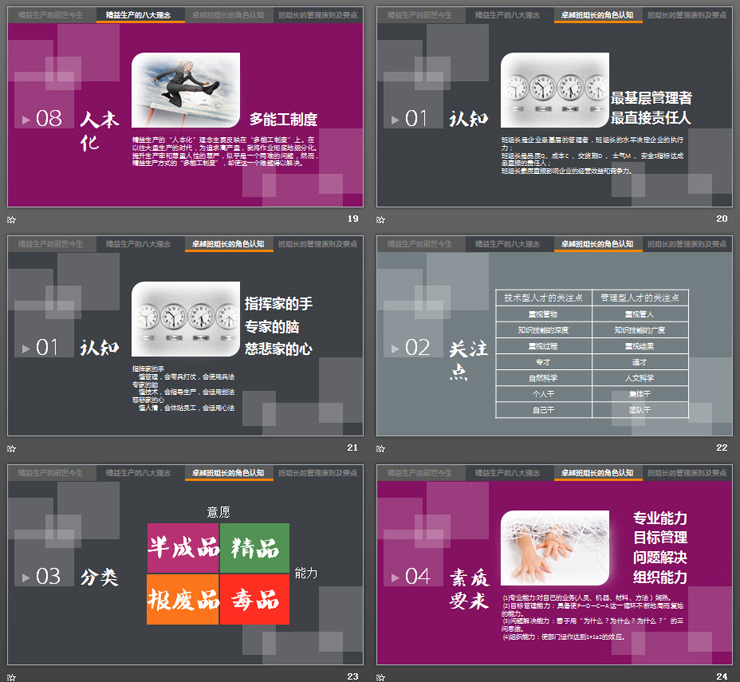 精益生产的前世今生 精益生产的八大理念 卓越班组长的角色认知 班组长的管理原则及要点
08 人本化
多能工制度
精益生产的“人本化”理念主要反映在“多能工制度”上。在
以往大量生产的时代，为追求高产量，就将作业彻底地细分化。
提升生产率和尊重人性的尊严，似乎是一个两难的问题，然而，
精益生产方式的“多能工制度”，却使这一个难题得以解决。
19
精益生产的前世今生 精益生产的八大理念 卓越班组长的角色认知 班组长的管理原则及要点
01 认知
最基层管理者
最直接责任人
班组长是企业最基层的管理者，班组长的水平决定企业的执行
力；
班组长是品质Q、成本C、交货期D、士气M、安全S指标达成
最直接的责任人；
班组长素质直接影响企业的经营效益和竞争力。
20
精益生产的前世今生 精益生产的八大理念 卓越班组长的角色认知 班组长的管理原则及要点
01 认知
指挥家的手
专家的脑
慈悲家的心
指挥家的手
懂管理，会带兵打仗，会使用兵法
专家的脑
懂技术，会指导生产，会运用刨法
慈悲家的心
懂人情，会体贴员工，会运用心法
21
精益生产的前世今生 精益生产的八大理念 卓越班组长的角色认知 班组长的管理原则及要点
02 关注点
技术型人才的关注点 管理型人才的关注点
重视管物 重视管人
知识技能的深度 知识技能的广度
重视过程 重视结果
专才 通才
自然科学 人文科学
个人干 集体干
自己干 团队干
22
精益生产的前世今生 精益生产的八大理念 卓越班组长的角色认知 班组长的管理原则及要点
03 分类
意愿
半成品 精品
能力
报废品 毒品
23
精益生产的前世今生 精益生产的八大理念 卓越班组长的角色认知 班组长的管理原则及要点
04 素质要求
专业能力
目标管理
问题解决
组织能力
(1)专业能力:对自己的业务(人员、机器、材料、方法）娴熟。
(2)目标管理能力：具备使P—D—C—A这一循环不断地周而复始
的能力。
(3)问题解决能力：善于用“为什么？为什么？为什么？”的三
问思维。
(4)组织能力：使部门运作达到1+1≥2的效应。
24